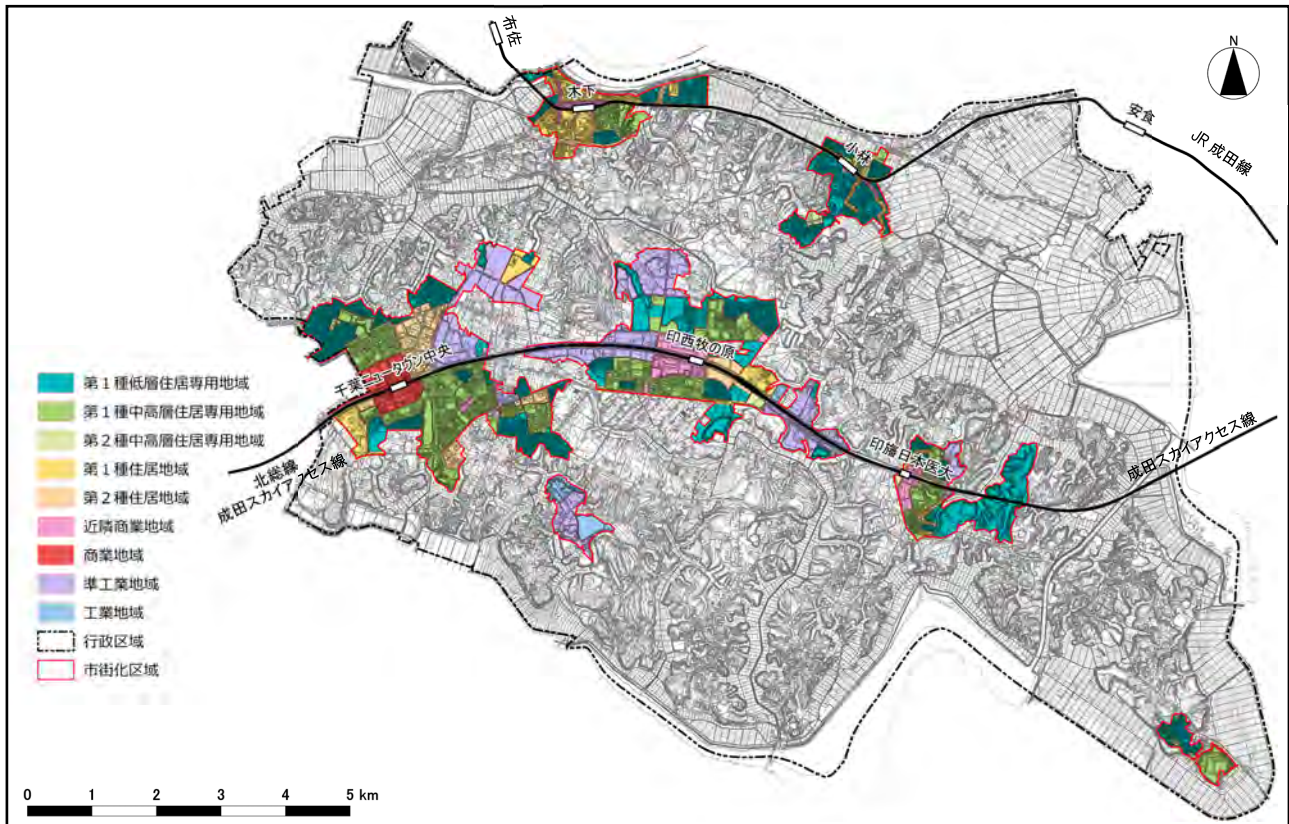 N
布佐
木下
安食
JR 成田線
小林
千葉ニュータウン中央
印西牧の原
印旛日本医大
成田スカイアクセス線
北総線
成田スカイアクセス線
第1種低層住居専用地域
第1種中高層住居専用地域
第2種中高層住居専用地域
第1種住居地域
第2種住居地域
近隣商業地域
商業地域
準工業地域
工業地域
行政区域
市街化区域
0 1 2 3 4 5 km